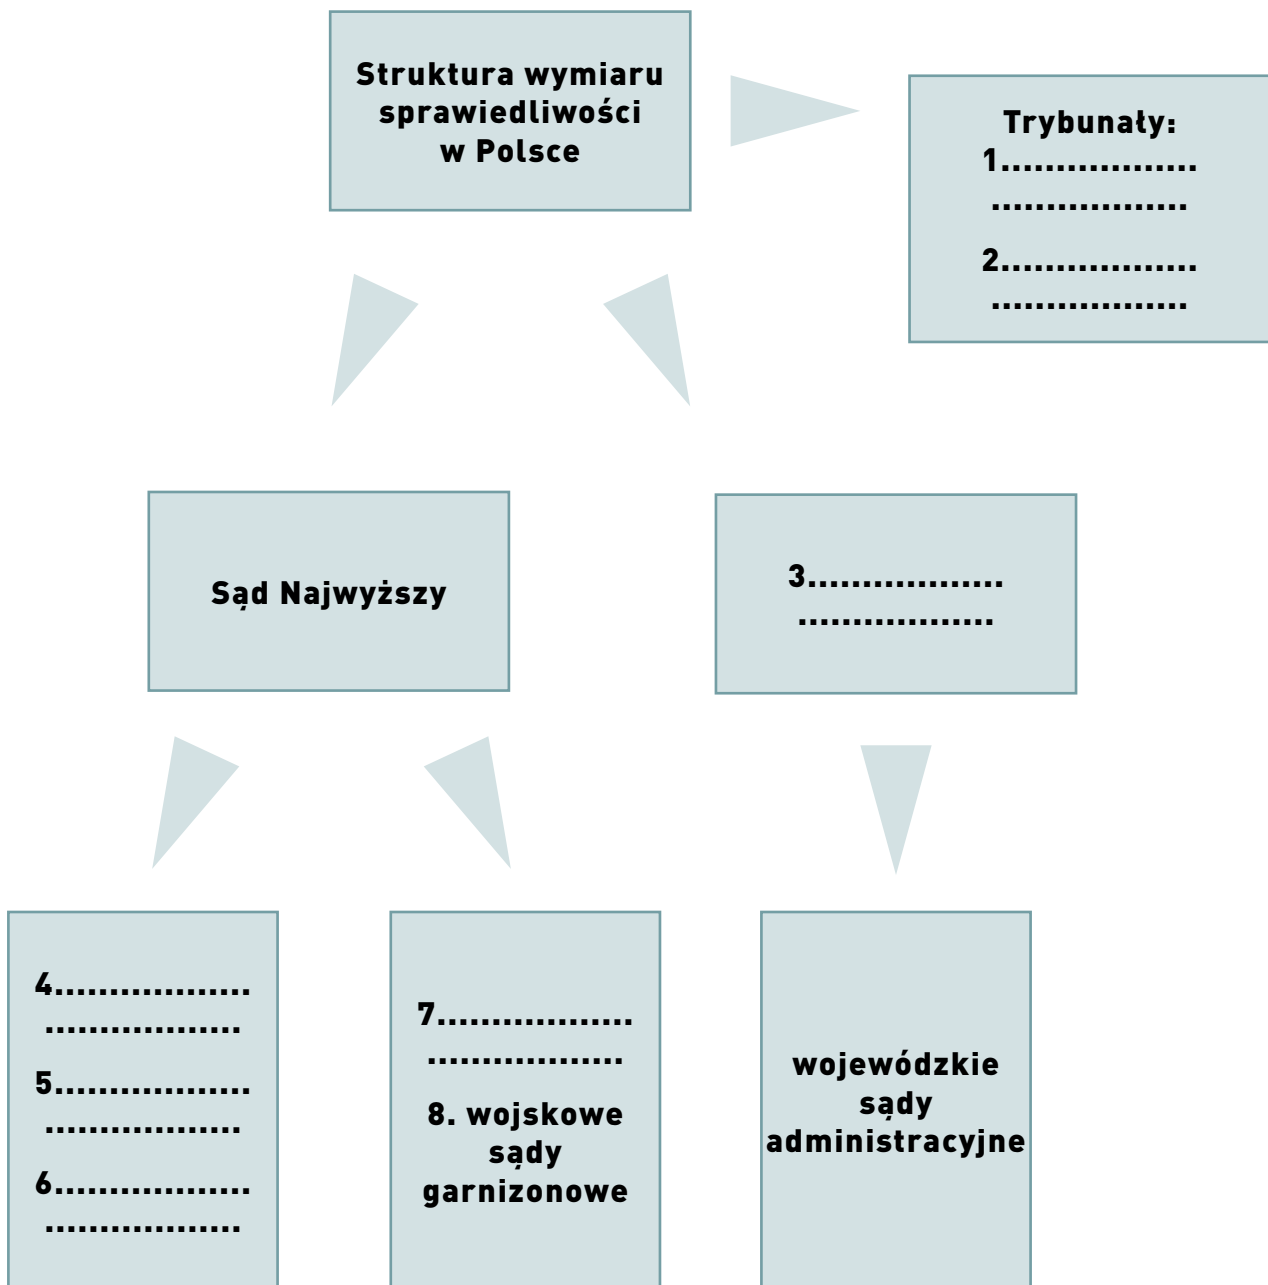 Struktura wymiaru
sprawiedliwości
w Polsce
Trybunały:
1..................
..................
2..................
..................
Sąd Najwyższy
3..................
..................
4..................
..................
5..................
..................
6..................
..................
7..................
..................
8. wojskowe
sądy
garnizonowe
wojewódzkie
sądy
administracyjne